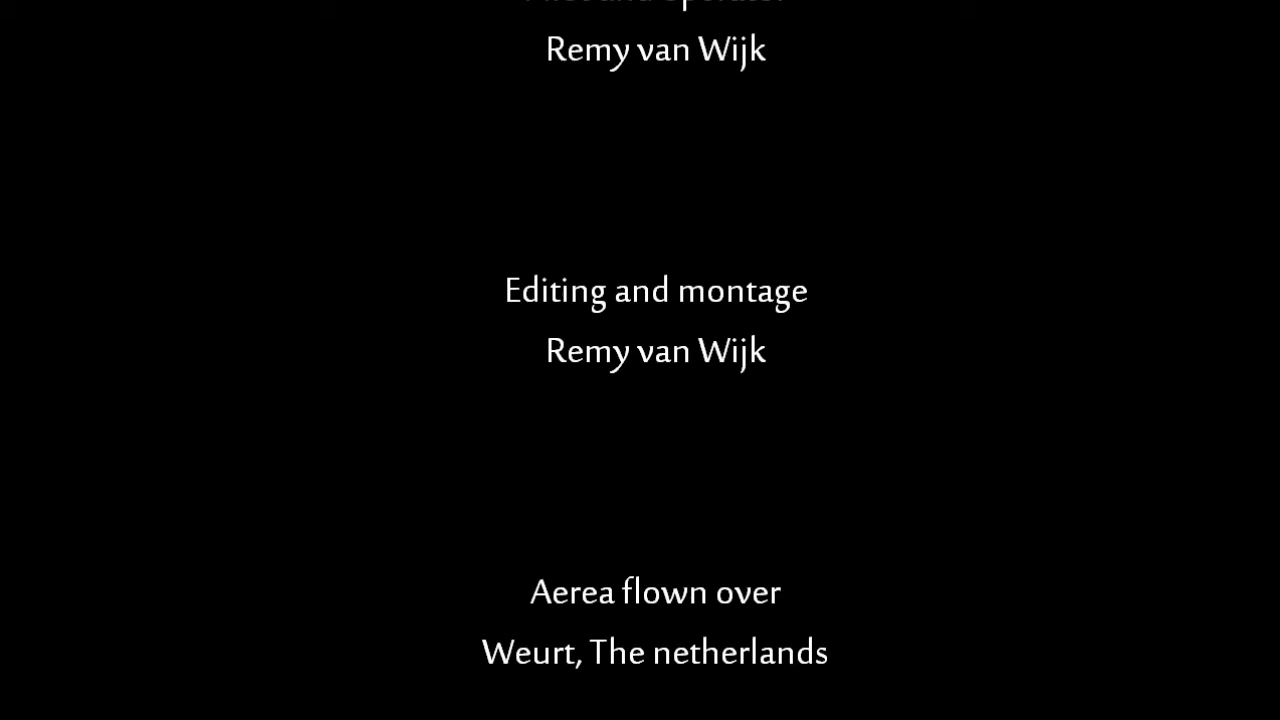 Remy van Wijk
Editing and montage
Remy van Wijk
Aerea flown over
Weurt, The netherlands